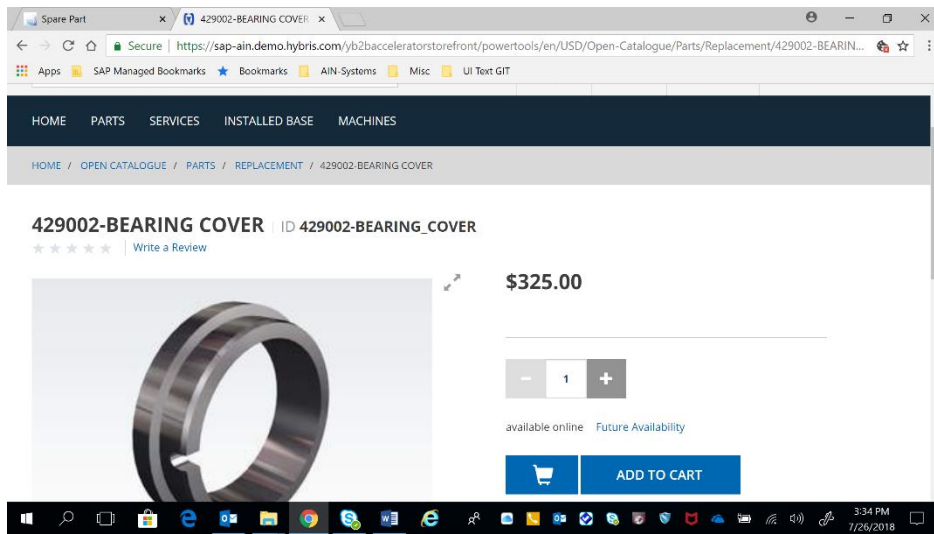 Spare Part
429002-BEARING COVER
Secure | https://sap-ain.demo.hybris.com/yb2bacceleratorstorefront/powertools/en/USD/Open-Catalogue/Parts/Replacement/429002-BEARIN...
Apps SAP Managed Bookmarks Bookmarks AIN-Systems Misc UI Text GIT
HOME PARTS SERVICES INSTALLED BASE MACHINES
HOME / OPEN CATALOGUE / PARTS / REPLACEMENT / 429002-BEARING COVER
429002-BEARING COVER | ID 429002-BEARING_COVER
Write a Review
$325.00
1
available online Future Availability
ADD TO CART
3:34 PM
7/26/2018